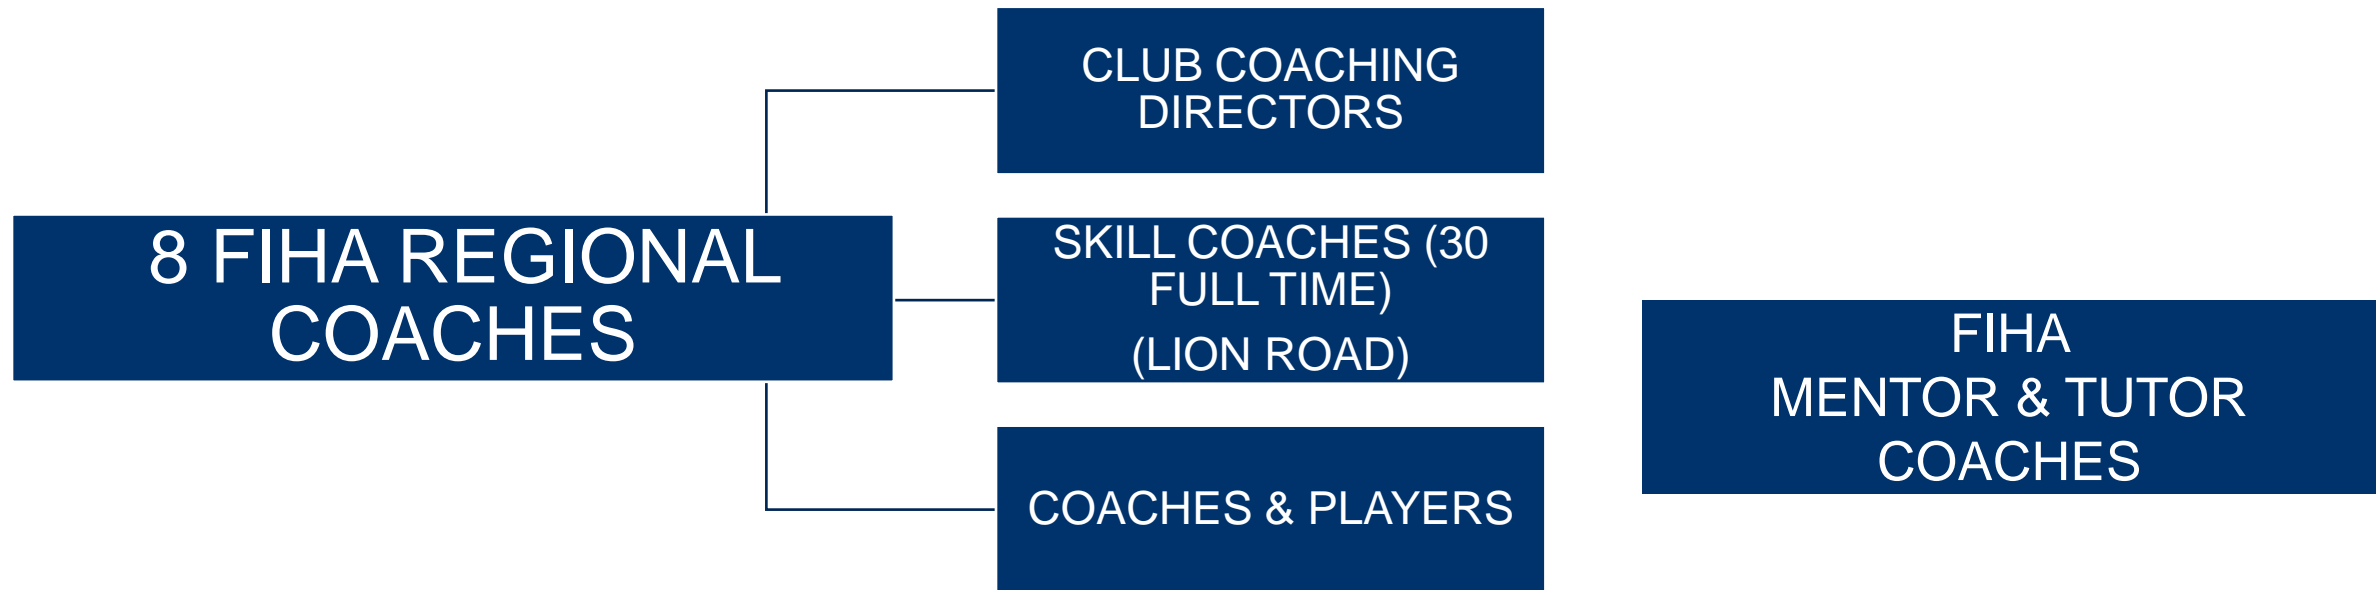 8 FIHA REGIONAL
COACHES
CLUB COACHING
DIRECTORS
SKILL COACHES (30
FULL TIME)
(LION ROAD)
COACHES & PLAYERS
FIHA
MENTOR & TUTOR
COACHES